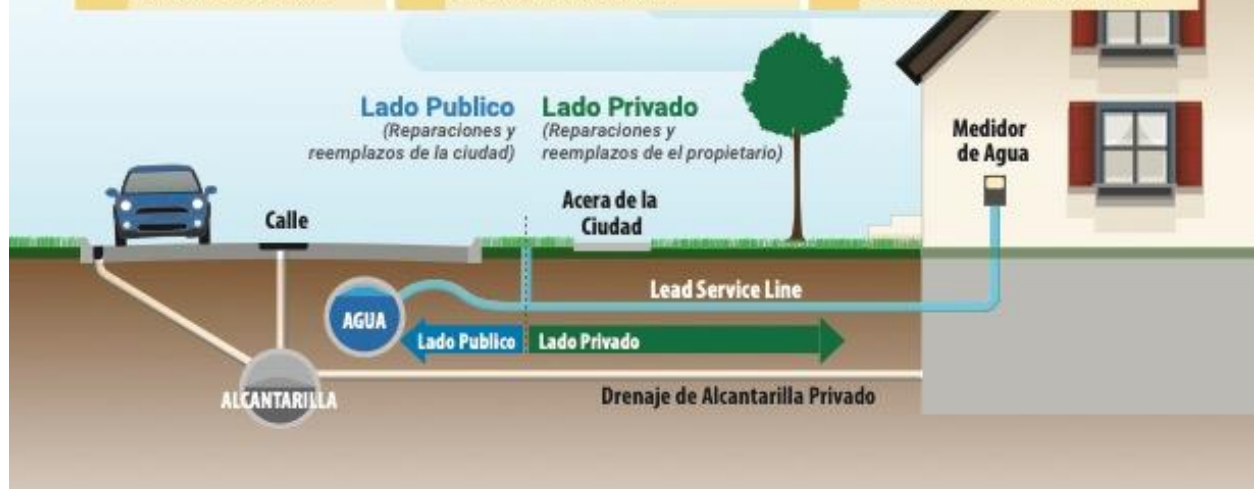 Lado Publico
(Reparaciones y
reemplazos de la ciudad)
Lado Privado
(Reparaciones y
reemplazos de el propietario)
Medidor
de Agua
Acera de la
Ciudad
Calle
Lead Service Line
AGUA
Lado Publico
Lado Privado
ALCANTARILLA
Drenaje de Alcantarilla Privado